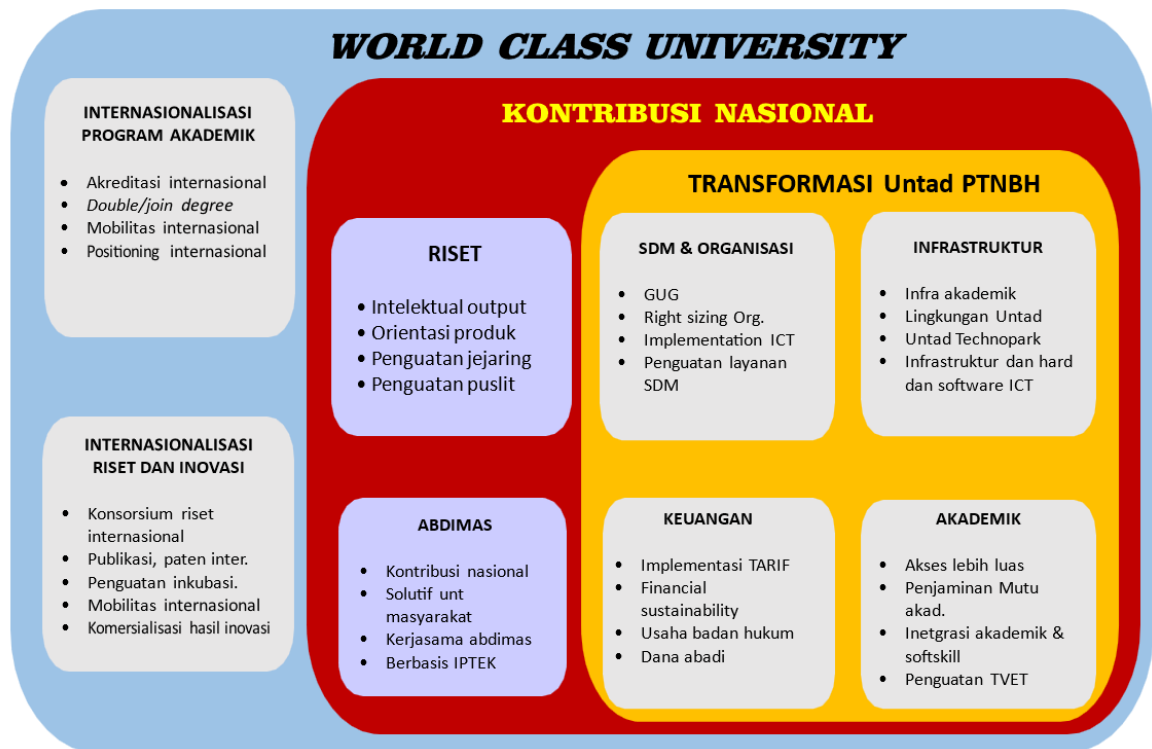 WORLD CLASS UNIVERSITY
INTERNASIONALISASI
PROGRAM AKADEMIK
• Akreditasi internasional
• Double/join degree
• Mobilitas internasional
• Positioning internasional
INTERNASIONALISASI
RISET DAN INOVASI
• Konsorsium riset
internasional
• Publikasi, paten inter.
• Penguatan inkubasi.
• Mobilitas internasional
• Komersialisasi hasil inovasi
KONTRIBUSI NASIONAL
RISET
• Intelektual output
• Orientasi produk
• Penguatan jejaring
• Penguatan puslit
ABDIMAS
• Kontribusi nasional
• Solutif unt
masyarakat
• Kerjasama abdimas
• Berbasis IPTEK
TRANSFORMASI Untad PTNBH
SDM & ORGANISASI
• GUG
• Right sizing Org.
• Implementation ICT
• Penguatan layanan
SDM
INFRASTRUKTUR
• Infra akademik
• Lingkungan Untad
• Untad Technopark
• Infrastruktur dan hard
dan software ICT
KEUANGAN
• Implementasi TARIF
• Financial
sustainability
• Usaha badan hukum
• Dana abadi
AKADEMIK
• Akses lebih luas
• Penjaminan Mutu
akad.
• Inetgrasi akademik &
softskill
• Penguatan TVET